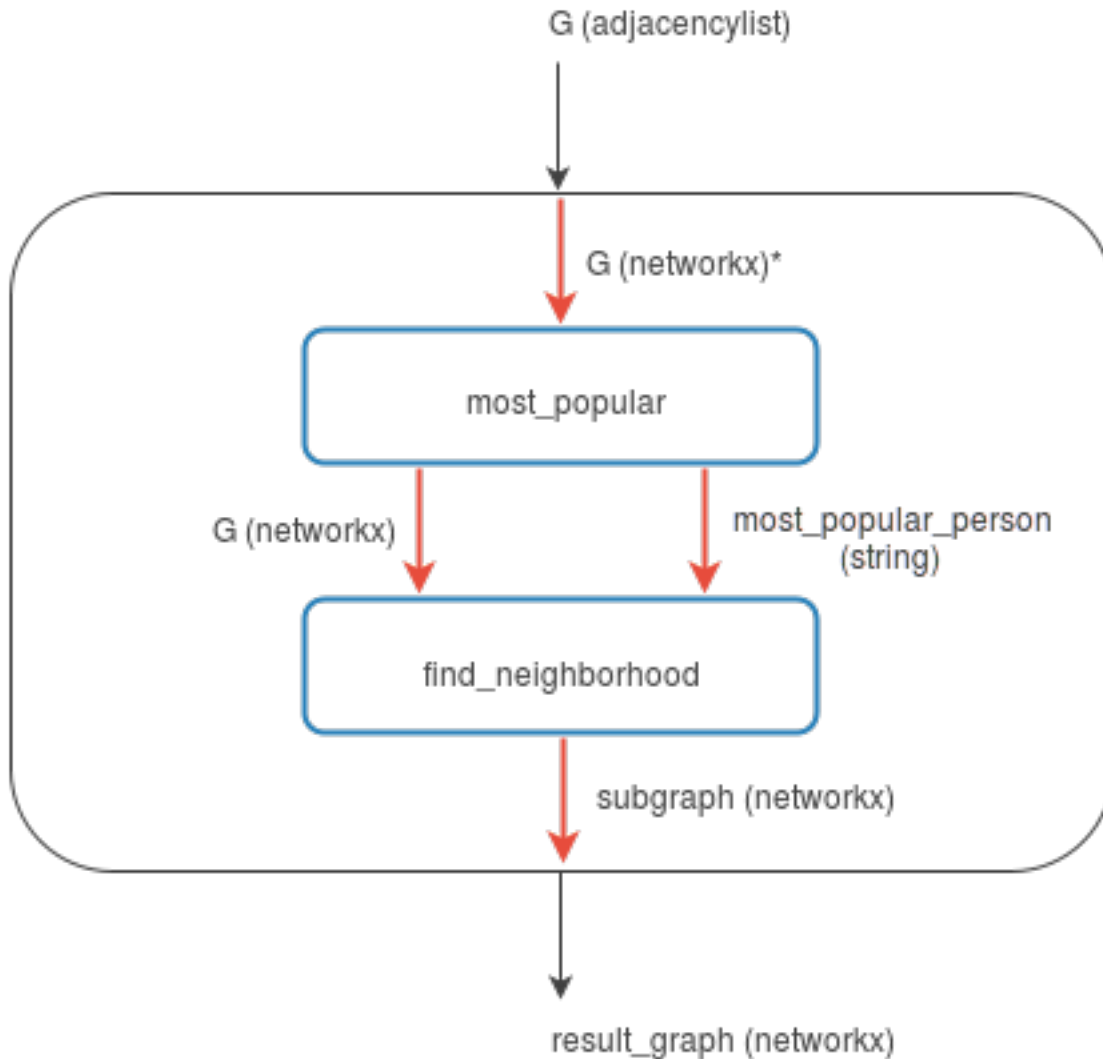 G (adjacencylist)
G (networkx)*
most_popular
G (networkx)
most_popular_person
(string)
find_neighborhood
subgraph (networkx)
result_graph (networkx)